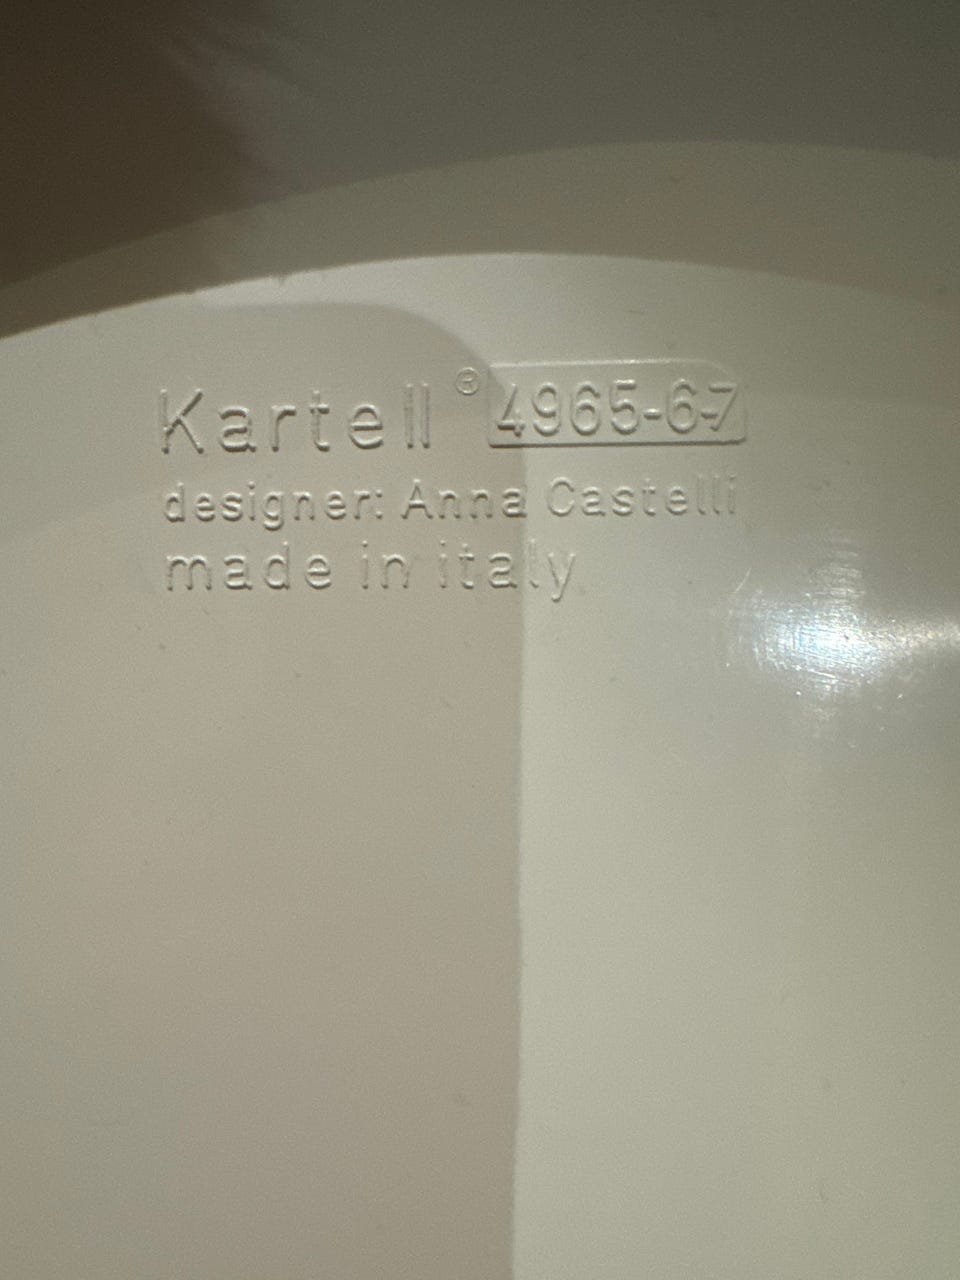 Kartell® 4965-6-7
designer: Anna Castelli
made in italy